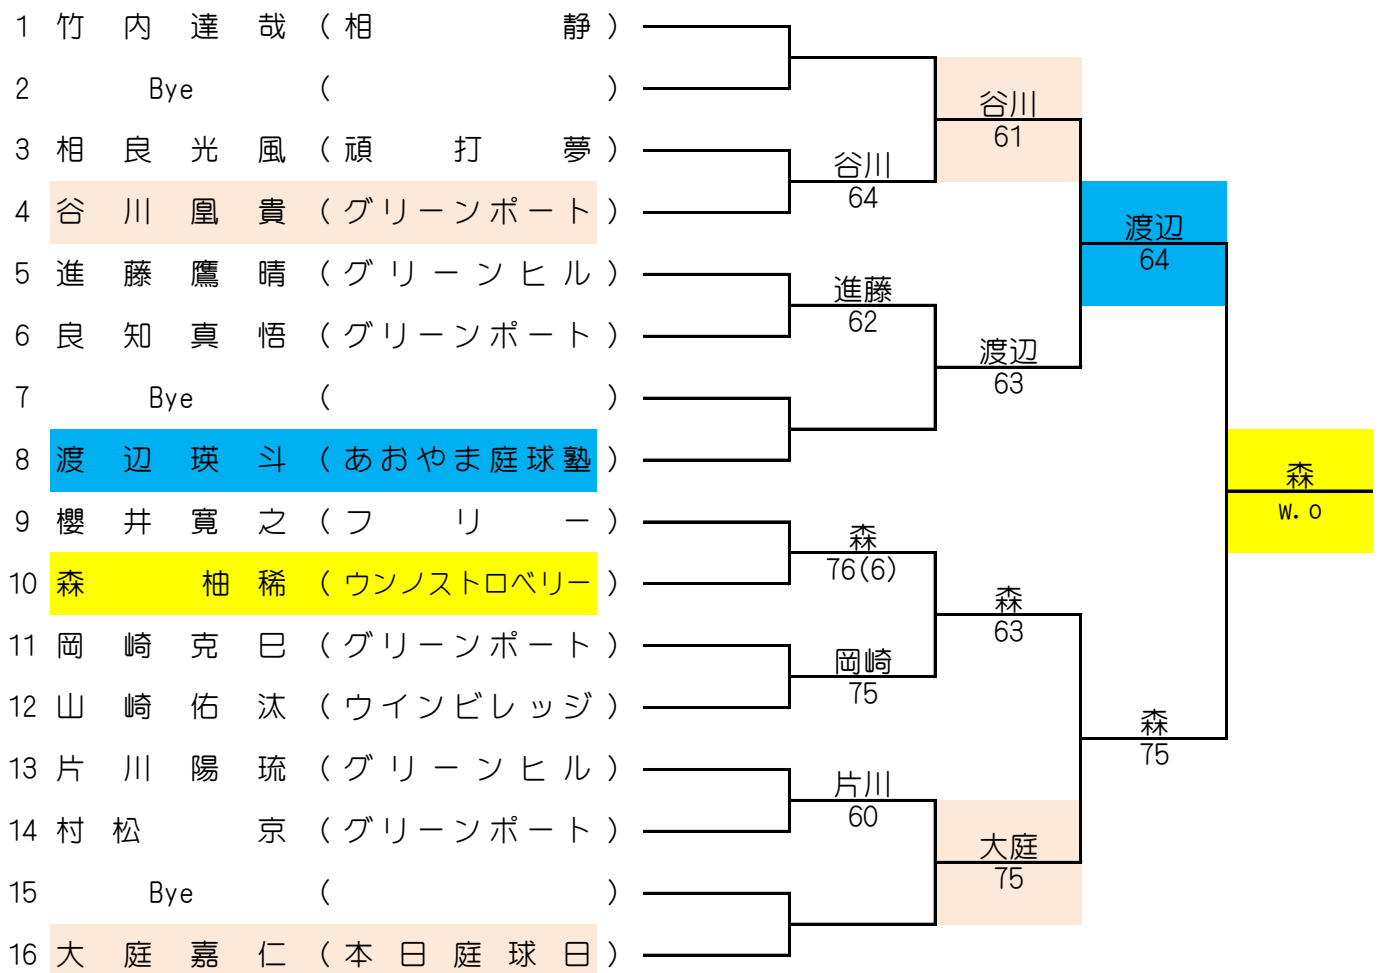 1 竹内達哉 (相静)
2 Bye ( )
3 相良光風 (頑打夢)
4 谷川凰貴 (グリーンポート)
5 進藤鷹晴 (グリーンヒル)
6 良知真悟 (グリーンポート)
7 Bye ( )
8 渡辺瑛斗 (あおやま庭球塾)
9 櫻井寛之 (フリー)
10 森柚稀 (ウンノストロベリー)
11 岡崎克巳 (グリーンポート)
12 山崎佑汰 (ウインビレッジ)
13 片川陽琉 (グリーンヒル)
14 村松京 (グリーンポート)
15 Bye ( )
16 大庭嘉仁 (本日庭球日)
谷川
64
進藤
62
森
76(6)
岡崎
75
片川
60
谷川
61
渡辺
63
森
63
大庭
75
渡辺
64
森
75
森
w.o